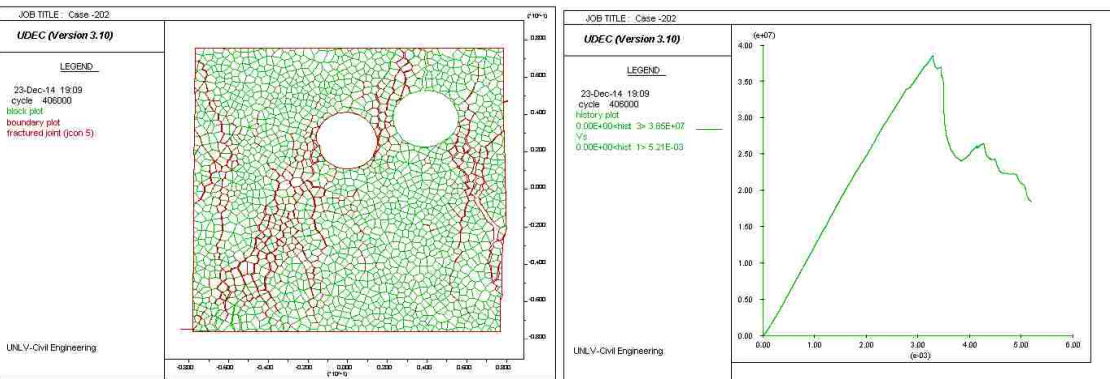 JOB TITLE : Case -202
UDEC (Version 3.10)
LEGEND
23-Dec-14 19:09
cycle 406000
block plot
boundary plot
fractured joint (jcon 5)
UNLV-Civil Engineering
(*10^-1)
0.800
0.600
0.400
0.200
0.000
-0.200
-0.400
-0.600
-0.800
-0.800 -0.600 -0.400 -0.200 0.000 0.200 0.400 0.600 0.800
(*10^-1)
JOB TITLE : Case -202
UDEC (Version 3.10)
LEGEND
23-Dec-14 19:09
cycle 406000
history plot
0.00E+00<hist 3> 3.85E+07
Vs
0.00E+00<hist 1> 5.21E-03
UNLV-Civil Engineering
(e+07)
4.00
3.50
3.00
2.50
2.00
1.00
0.50
0.00
0.00 1.00 2.00 3.00 4.00 5.00 6.00
(e-03)